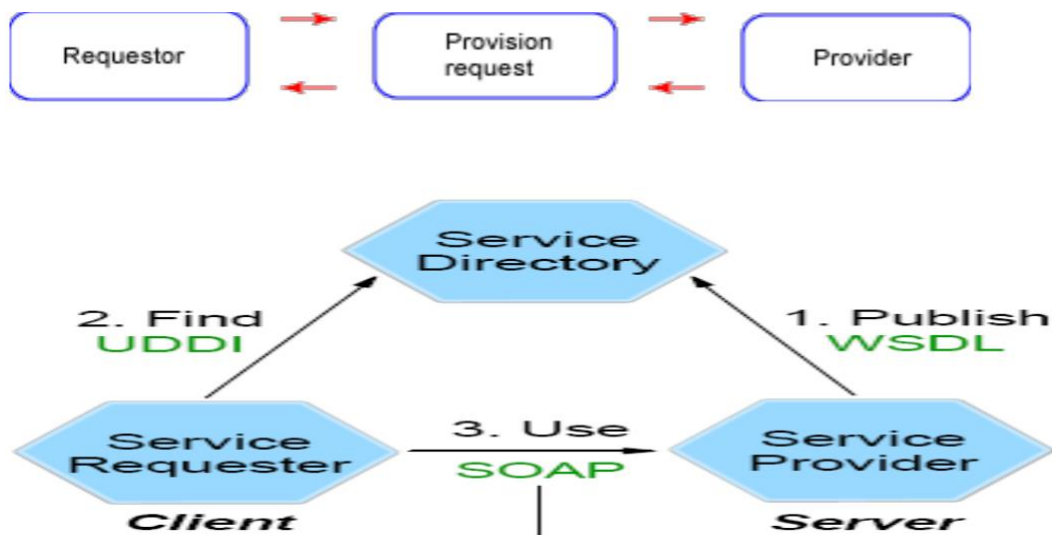 Requestor
Provision
request
Provider
Service
Directory
2. Find
UDDI
1. Publish
WSDL
Service
Requester
3. Use
SOAP
Service
Provider
Client
Server